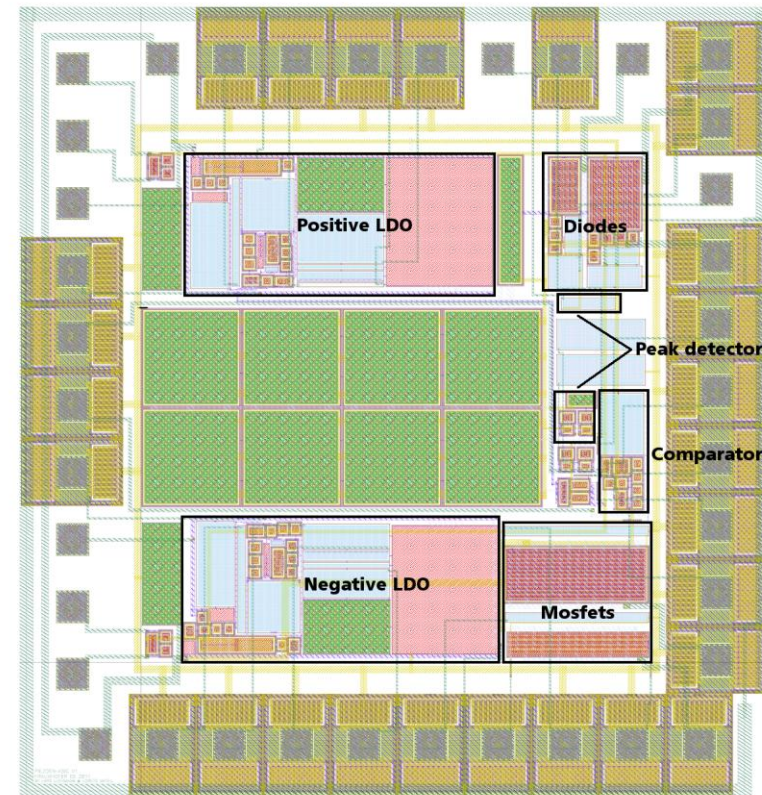 Positive LDO
Diodes
Peak detector
Comparator
Negative LDO
Mosfets